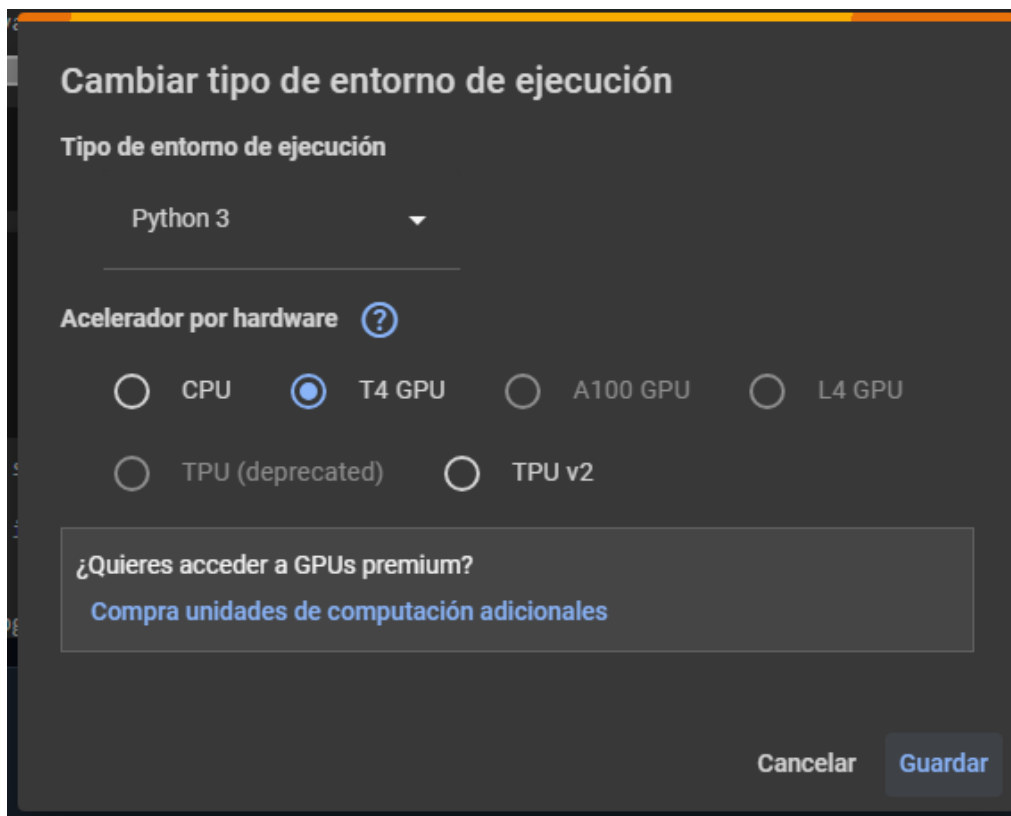 Cambiar tipo de entorno de ejecución
Tipo de entorno de ejecución
Python 3
Acelerador por hardware ?
CPU T4 GPU A100 GPU L4 GPU
TPU (deprecated) TPU v2
¿Quieres acceder a GPUs premium?
Compra unidades de computación adicionales
Cancelar Guardar